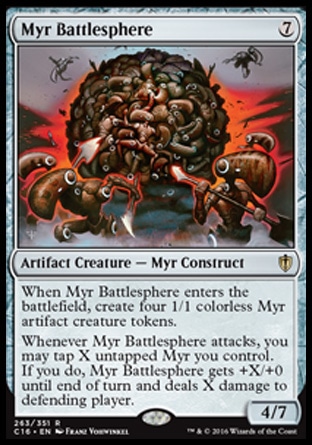 Myr Battlesphere 7
Artifact Creature — Myr Construct
When Myr Battlesphere enters the
battlefield, create four 1/1 colorless Myr
artifact creature tokens.
Whenever Myr Battlesphere attacks, you
may tap X untapped Myr you control.
If you do, Myr Battlesphere gets +X/+0
until end of turn and deals X damage to
defending player.
4/7
263/351 R
C16 • EN Franz Vohwinkel ™ & © 2016 Wizards of the Coast